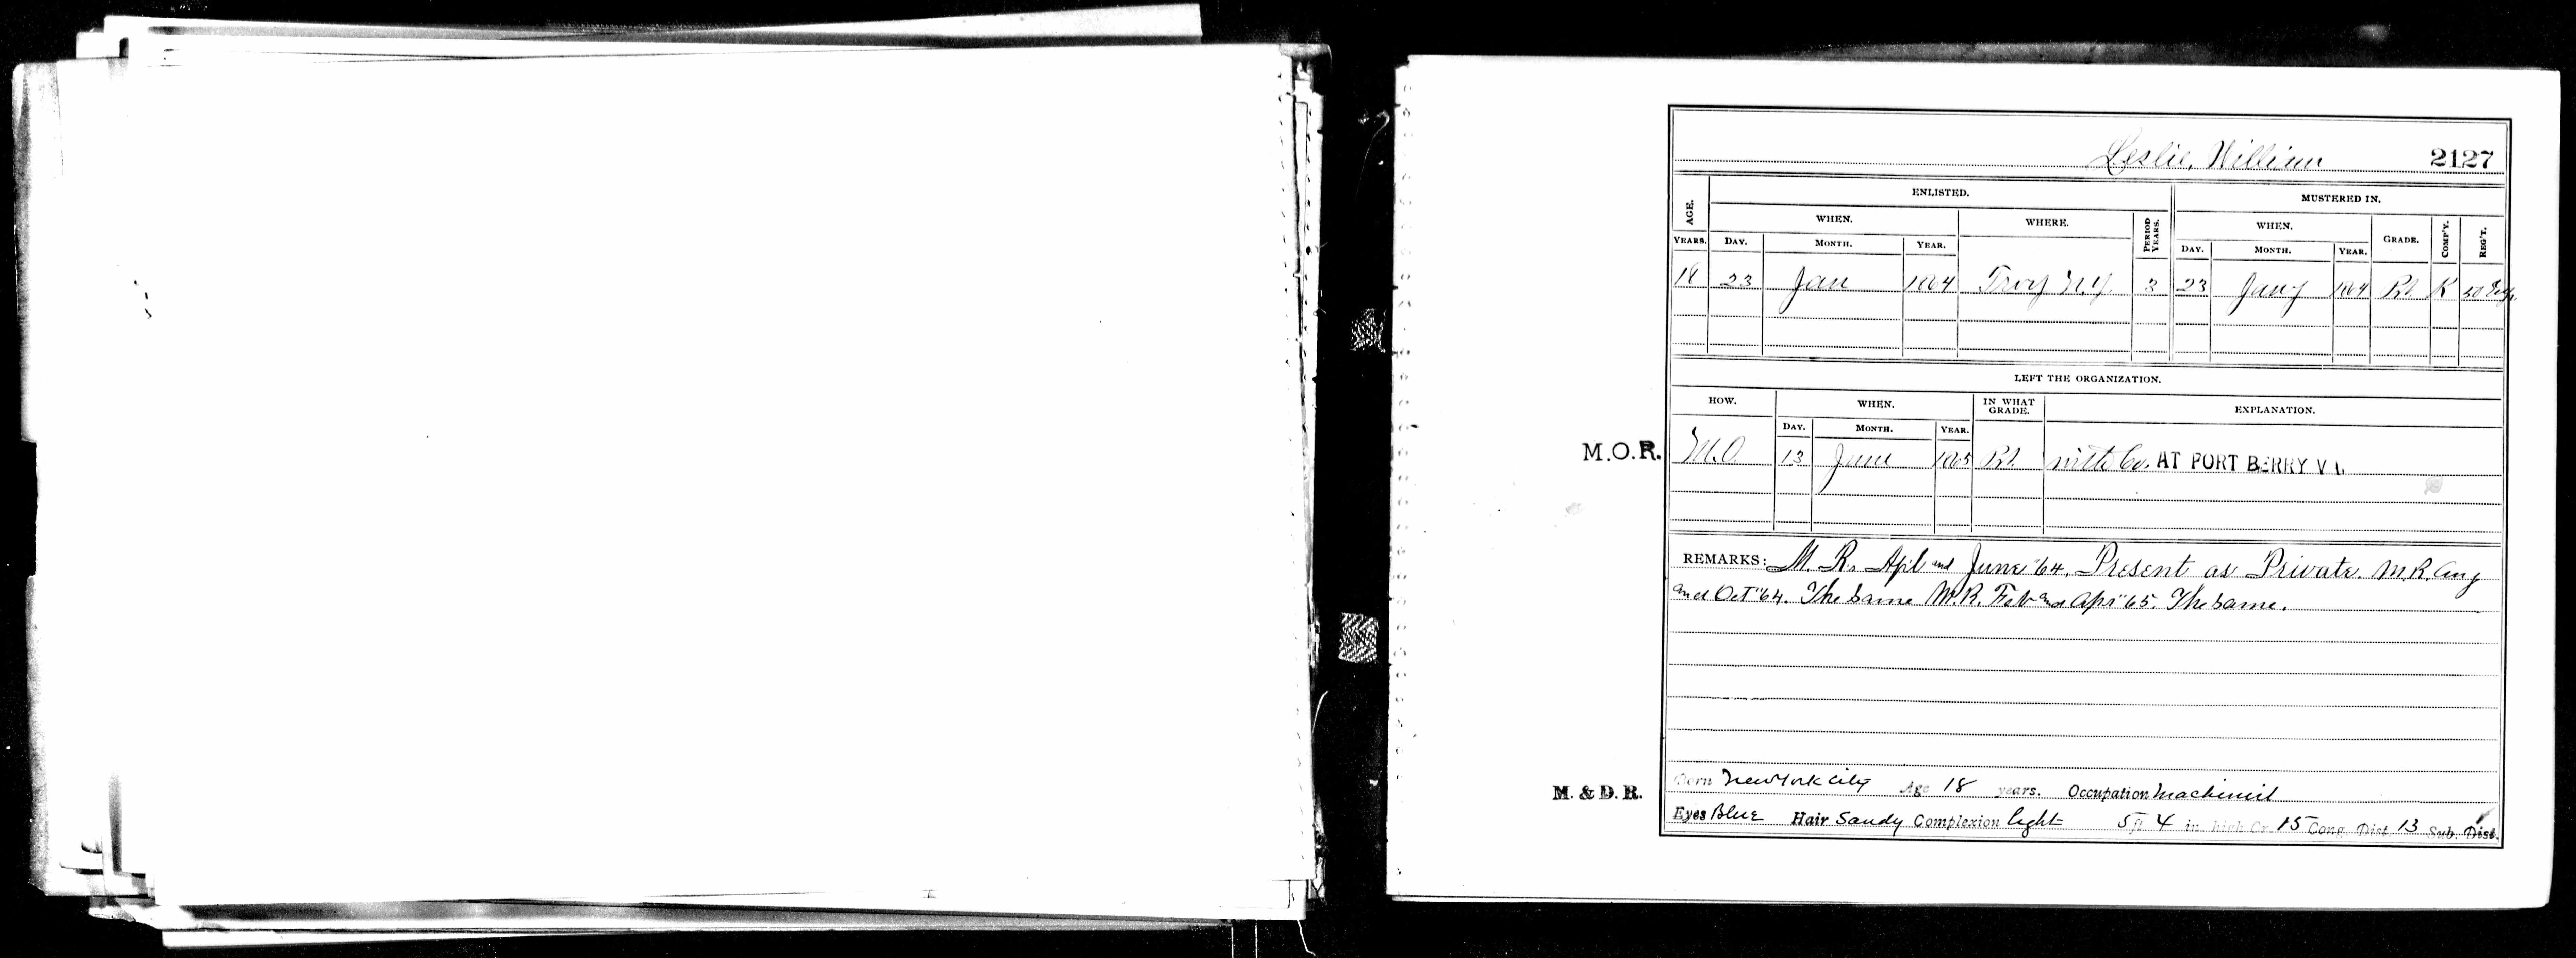 Leslie, William 2127
ENLISTED. MUSTERED IN.
AGE. WHEN. WHERE. PERIOD YEARS. WHEN. GRADE. COMP'Y. REG'T.
YEARS. DAY. MONTH. YEAR. DAY. MONTH. YEAR.
18 23 Jan 1864 Troy N.Y. 3 23 Jany 1864 Pt. K 50 Eng.
LEFT THE ORGANIZATION.
HOW. WHEN. IN WHAT GRADE. EXPLANATION.
DAY. MONTH. YEAR.
M.O.R. M.O. 13 June 1865 Pt. with Co. AT FORT BERRY VA.
REMARKS: M. R. Apl and June "64. Present as Private. M.R. Aug
and Oct "64. The Same M.R. Feb and Apr "65. The Same.
M. & D. R. Born New York City Age 18 years. Occupation Machinist
Eyes Blue Hair Sandy Complexion light 5 ft 4 in. high Cr. 15 Cong. Dist. 13 Sub. Dist.